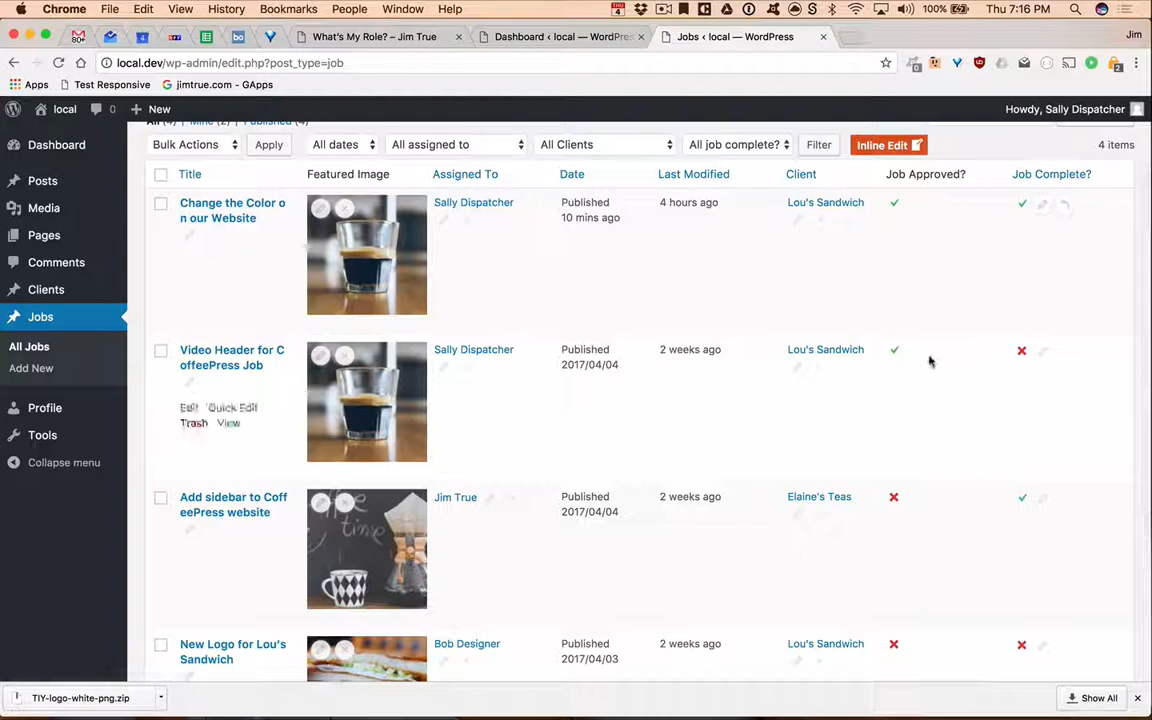 Chrome File Edit View History Bookmarks People Window Help 100% Thu 7:16 PM
What's My Role? – Jim True × Dashboard ‹ local — WordPres × Jobs ‹ local — WordPress × Jim
local.dev/wp-admin/edit.php?post_type=job
Apps Test Responsive jimtrue.com - GApps
local 0 New Howdy, Sally Dispatcher
Dashboard
Posts
Media
Pages
Comments
Clients
Jobs
All Jobs
Add New
Profile
Tools
Collapse menu
All (4) Mine (2) Published (4)
Bulk Actions Apply All dates All assigned to All Clients All job complete? Filter Inline Edit 4 items
Title Featured Image Assigned To Date Last Modified Client Job Approved? Job Complete?
Change the Color o Sally Dispatcher Published 4 hours ago Lou's Sandwich
n our Website 10 mins ago
Video Header for C Sally Dispatcher Published 2 weeks ago Lou's Sandwich
offeePress Job 2017/04/04
Edit Quick Edit
Trash View
Add sidebar to Coff Jim True Published 2 weeks ago Elaine's Teas
eePress website 2017/04/04
time
New Logo for Lou's Bob Designer Published 2 weeks ago Lou's Sandwich
Sandwich 2017/04/03
TIY-logo-white-png.zip Show All ×